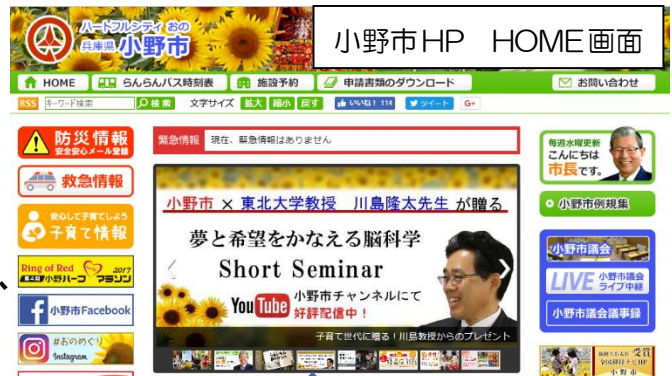 ハートフルシティ おの
兵庫県 小野市
小野市HP HOME画面
HOME らんらんバス時刻表 施設予約 申請書類のダウンロード お問い合わせ
RSS キーワード検索 検索 文字サイズ 拡大 縮小 戻す いいね! 114 ツイート G+
防災情報
安全安心メール登録
救急情報
安心して子育てしよう
子育て情報
Ring of Red 2017
小野ハーフマラソン
小野市Facebook
#おのめぐり
Instagram
緊急情報 現在、緊急情報はありません
小野市 × 東北大学教授 川島隆太先生 が贈る
夢と希望をかなえる脳科学
Short Seminar
YouTube 小野市チャンネルにて
好評配信中!
子育て世代に贈る!川島教授からのプレゼント
毎週水曜更新
こんにちは
市長です。
小野市例規集
小野市議会
LIVE 小野市議会
ライブ中継
小野市議会議事録
受賞
小野市